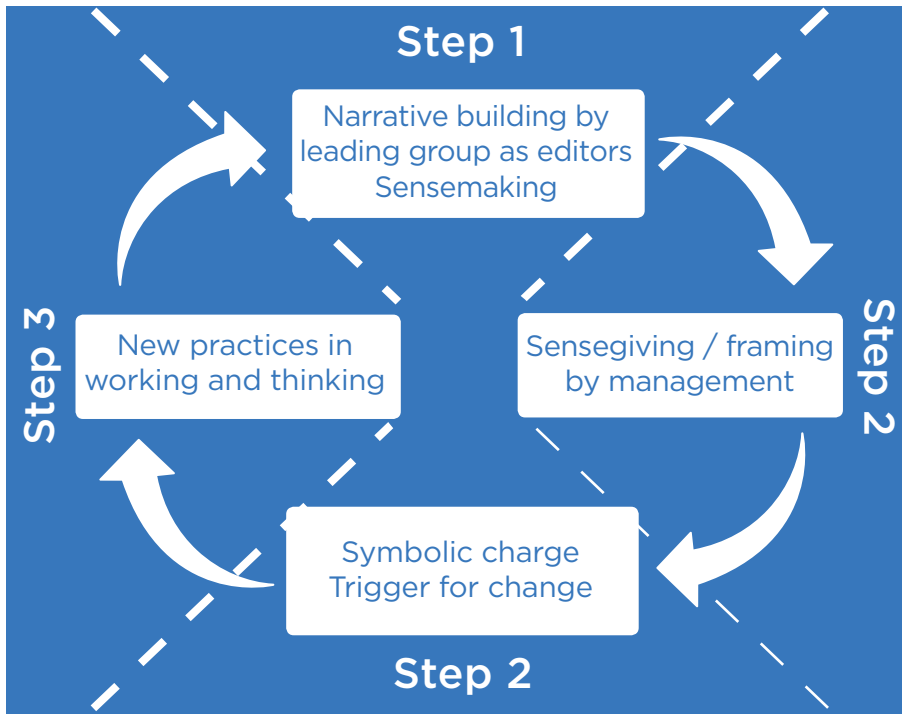 Step 1
Narrative building by
leading group as editors
Sensemaking
Step 2
Sensegiving / framing
by management
Step 2
Symbolic charge
Trigger for change
Step 3
New practices in
working and thinking